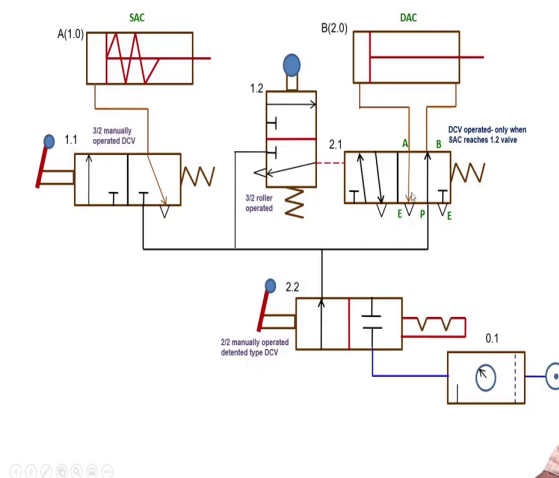 SAC
DAC
A(1.0)
B(2.0)
1.2
1.1
3/2 manually
operated DCV
2.1
A
B
DCV operated- only when
SAC reaches 1.2 valve
3/2 roller
operated
E
P
E
2.2
2/2 manually operated
detented type DCV
0.1